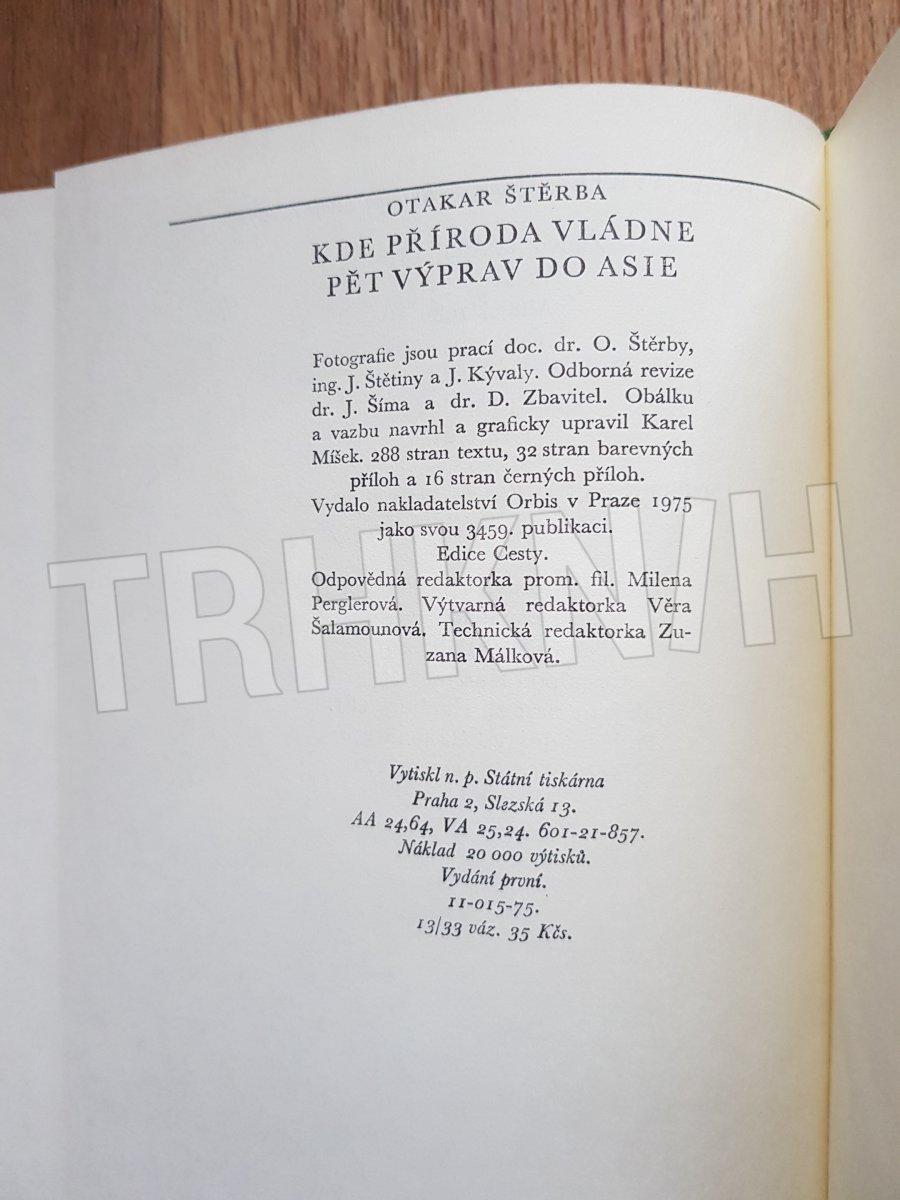 OTAKAR ŠTĚRBA
KDE PŘÍRODA VLÁDNE
PĚT VÝPRAV DO ASIE
Fotografie jsou prací doc. dr. O. Štěrby,
ing. J. Štětiny a J. Kývaly. Odborná revize
dr. J. Šíma a dr. D. Zbavitel. Obálku
a vazbu navrhl a graficky upravil Karel
Míšek. 288 stran textu, 32 stran barevných
příloh a 16 stran černých příloh.
Vydalo nakladatelství Orbis v Praze 1975
jako svou 3459. publikaci.
Edice Cesty.
Odpovědná redaktorka prom. fil. Milena
Perglerová. Výtvarná redaktorka Věra
Šalamounová. Technická redaktorka Zu-
zana Málková.
TRHKNIH
Vytiskl n. p. Státní tiskárna
Praha 2, Slezská 13.
AA 24,64, VA 25,24. 601-21-857.
Náklad 20 000 výtisků.
Vydání první.
11-015-75.
13/33 váz. 35 Kčs.